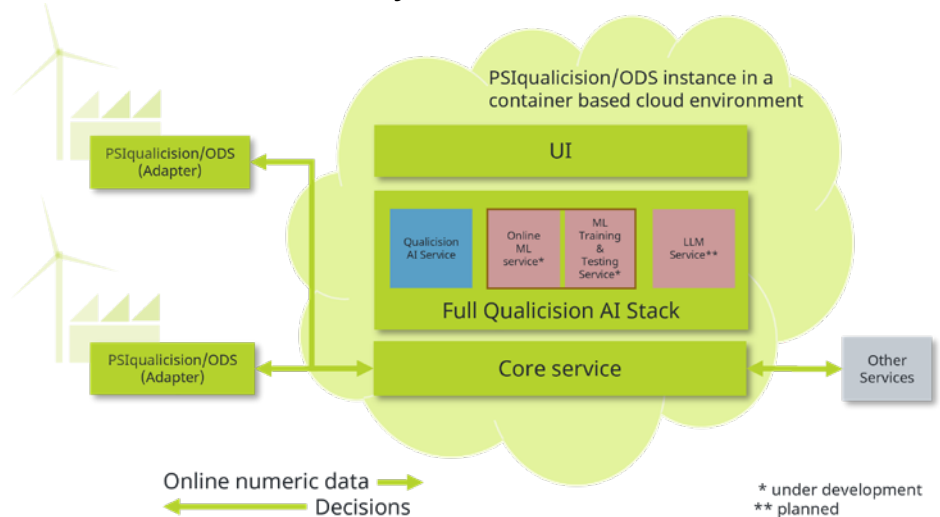 PSIqualicision/ODS instance in a
container based cloud environment
UI
PSIqualicision/ODS
(Adapter)
Qualicision
AI Service
Online
ML
service*
ML
Training
&
Testing
Service*
LLM
Service**
Full Qualicision AI Stack
PSIqualicision/ODS
(Adapter)
Core service
Other
Services
Online numeric data
Decisions
* under development
** planned